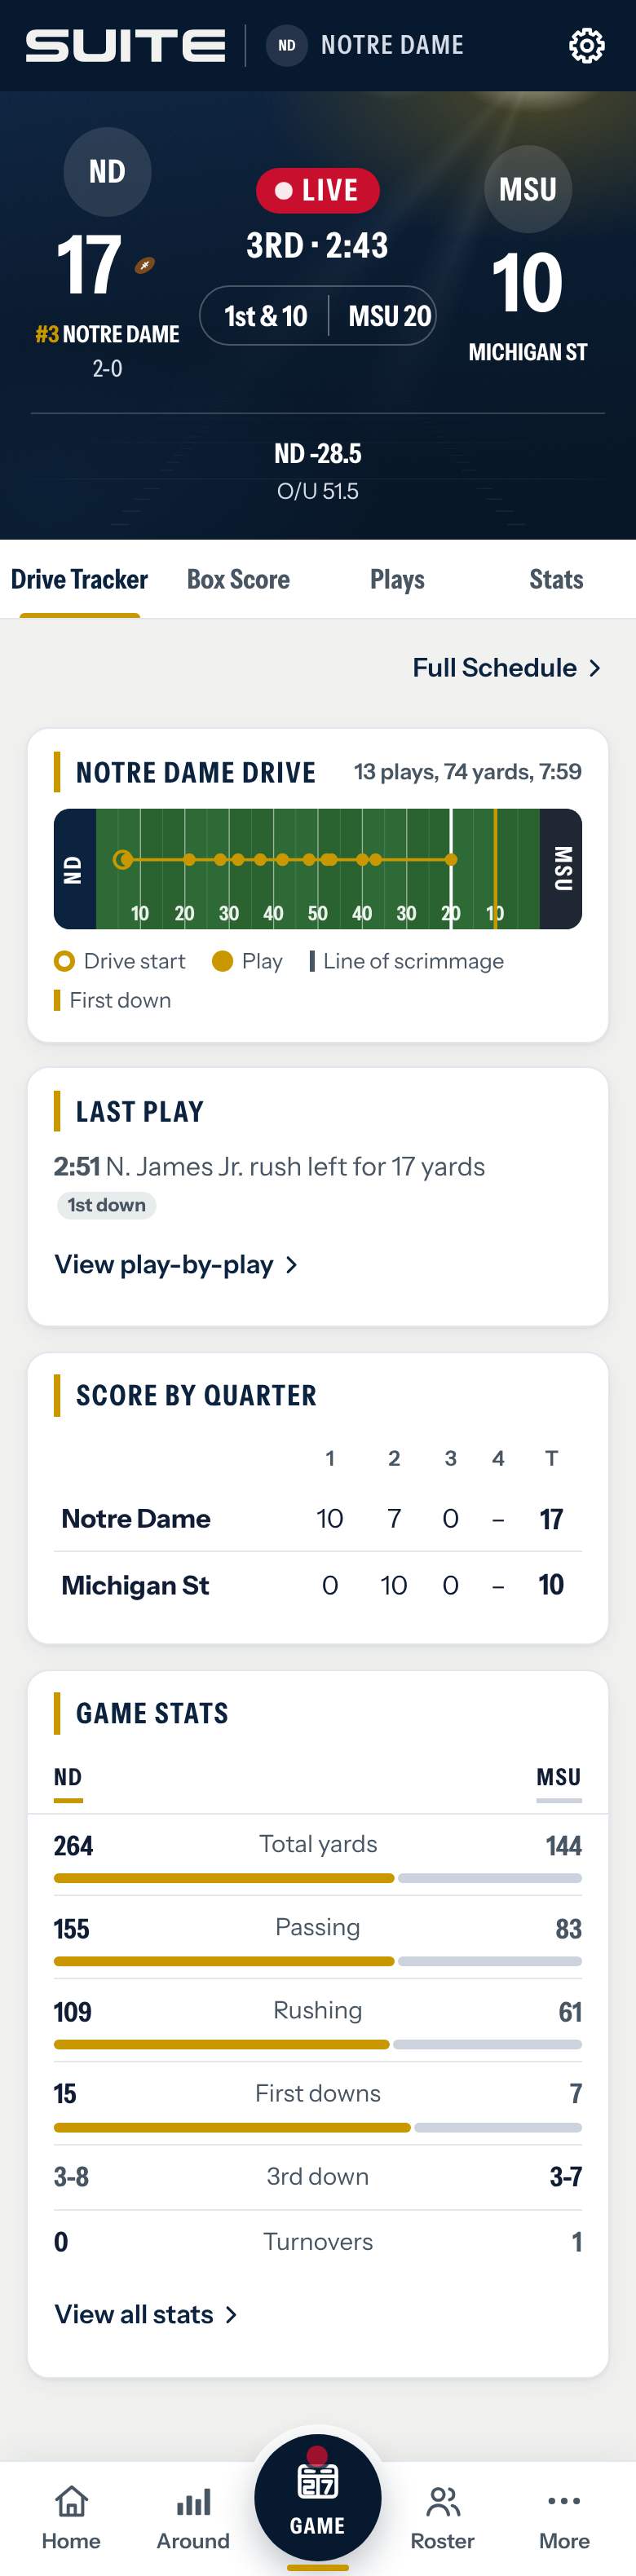 SUITE
ND NOTRE DAME
ND
MSU
LIVE
17
3RD · 2:43
10
1st & 10 MSU 20
#3 NOTRE DAME
MICHIGAN ST
2-0
ND -28.5
O/U 51.5
Drive Tracker Box Score Plays Stats
Full Schedule
NOTRE DAME DRIVE 13 plays, 74 yards, 7:59
ND
MSU
10 20 30 40 50 40 30 20 10
Drive start Play Line of scrimmage
First down
LAST PLAY
2:51 N. James Jr. rush left for 17 yards
1st down
View play-by-play
SCORE BY QUARTER
1 2 3 4 T
Notre Dame 10 7 0 – 17
Michigan St 0 10 0 – 10
GAME STATS
ND MSU
264 Total yards 144
155 Passing 83
109 Rushing 61
15 First downs 7
3-8 3rd down 3-7
0 Turnovers 1
View all stats
27
Home Around GAME Roster More